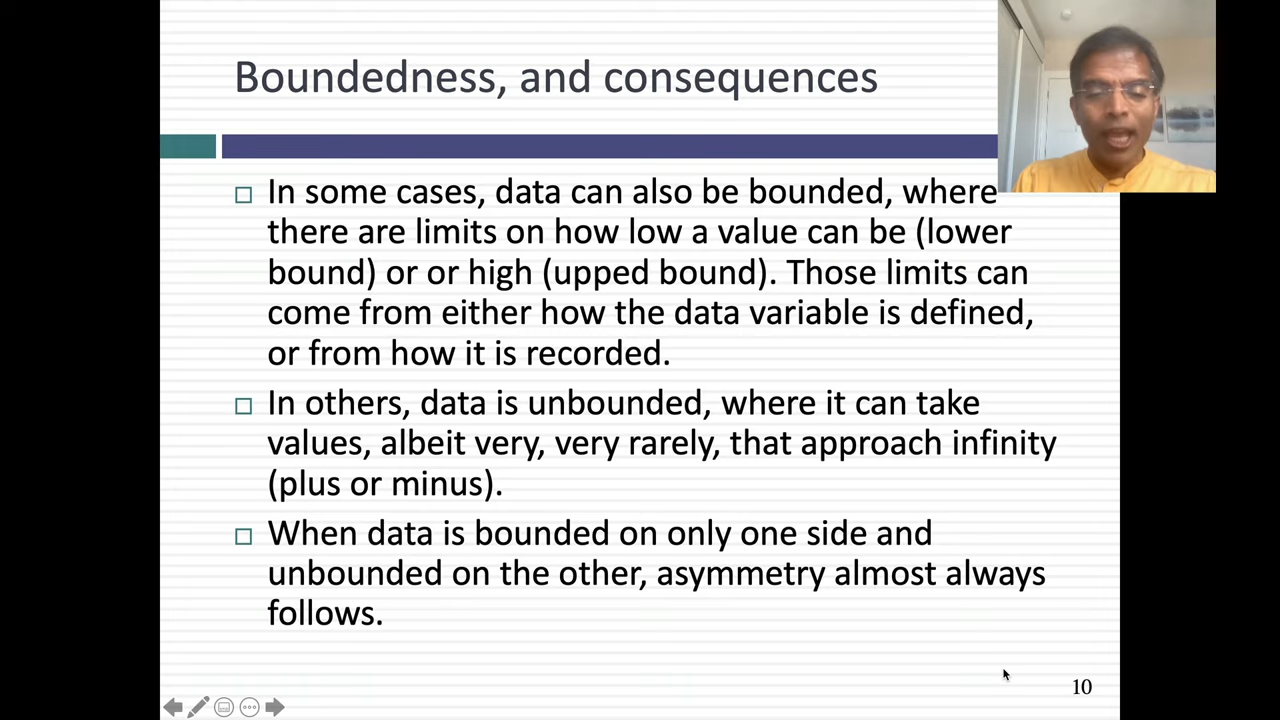 Boundedness, and consequences
In some cases, data can also be bounded, where
there are limits on how low a value can be (lower
bound) or or high (upped bound). Those limits can
come from either how the data variable is defined,
or from how it is recorded.
In others, data is unbounded, where it can take
values, albeit very, very rarely, that approach infinity
(plus or minus).
When data is bounded on only one side and
unbounded on the other, asymmetry almost always
follows.
10